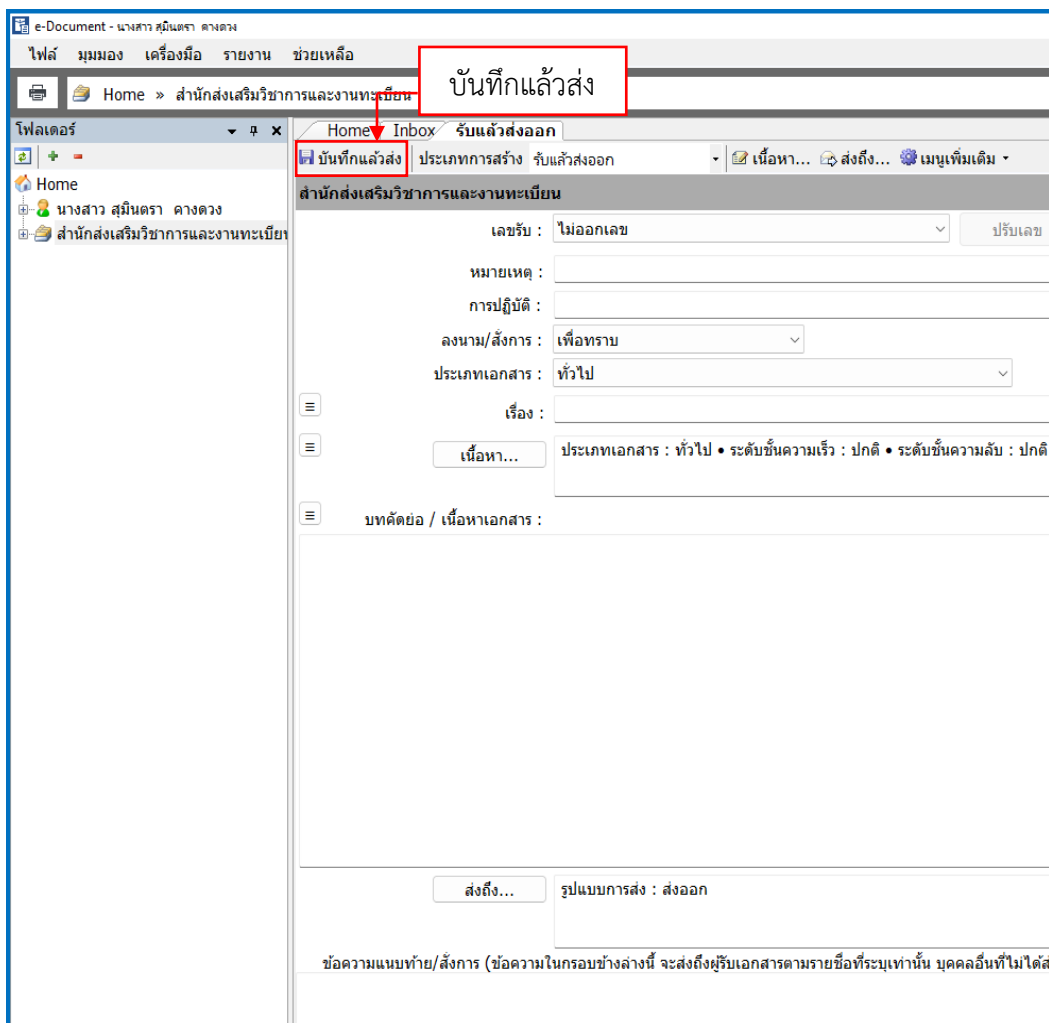 e-Document - นางสาว สุมินตรา คางดวง
ไฟล์ มุมมอง เครื่องมือ รายงาน ช่วยเหลือ
บันทึกแล้วส่ง
Home » สำนักส่งเสริมวิชาการและงานทะเบียน
โฟลเดอร์
Home Inbox รับแล้วส่งออก
บันทึกแล้วส่ง ประเภทการสร้าง รับแล้วส่งออก เนื้อหา... ส่งถึง... เมนูเพิ่มเติม
Home
นางสาว สุมินตรา คางดวง
สำนักส่งเสริมวิชาการและงานทะเบียน
สำนักส่งเสริมวิชาการและงานทะเบียน
เลขรับ : ไม่ออกเลข ปรับเลข
หมายเหตุ :
การปฏิบัติ :
ลงนาม/สั่งการ : เพื่อทราบ
ประเภทเอกสาร : ทั่วไป
เรื่อง :
เนื้อหา... ประเภทเอกสาร : ทั่วไป • ระดับชั้นความเร็ว : ปกติ • ระดับชั้นความลับ : ปกติ
บทคัดย่อ / เนื้อหาเอกสาร :
ส่งถึง... รูปแบบการส่ง : ส่งออก
ข้อความแนบท้าย/สั่งการ (ข้อความในกรอบข้างล่างนี้ จะส่งถึงผู้รับเอกสารตามรายชื่อที่ระบุเท่านั้น บุคคลอื่นที่ไม่ได้ส